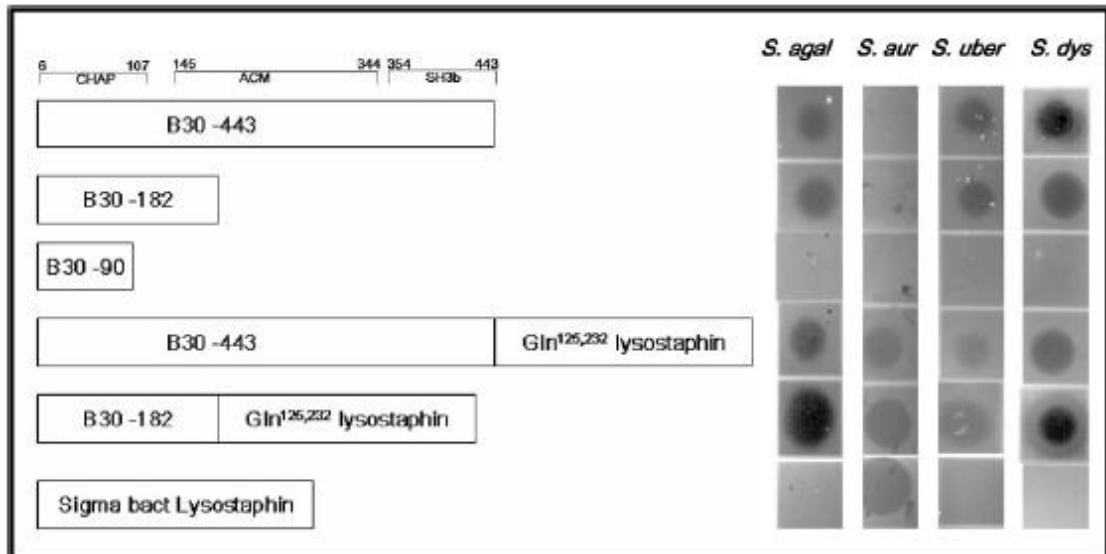 S. agal S. aur S. uber S. dys
6 107 145 344 354 443
CHAP ACM SH3b
B30 -443
B30 -182
B30 -90
B30 -443 Gln¹²⁵,²³² lysostaphin
B30 -182 Gln¹²⁵,²³² lysostaphin
Sigma bact Lysostaphin